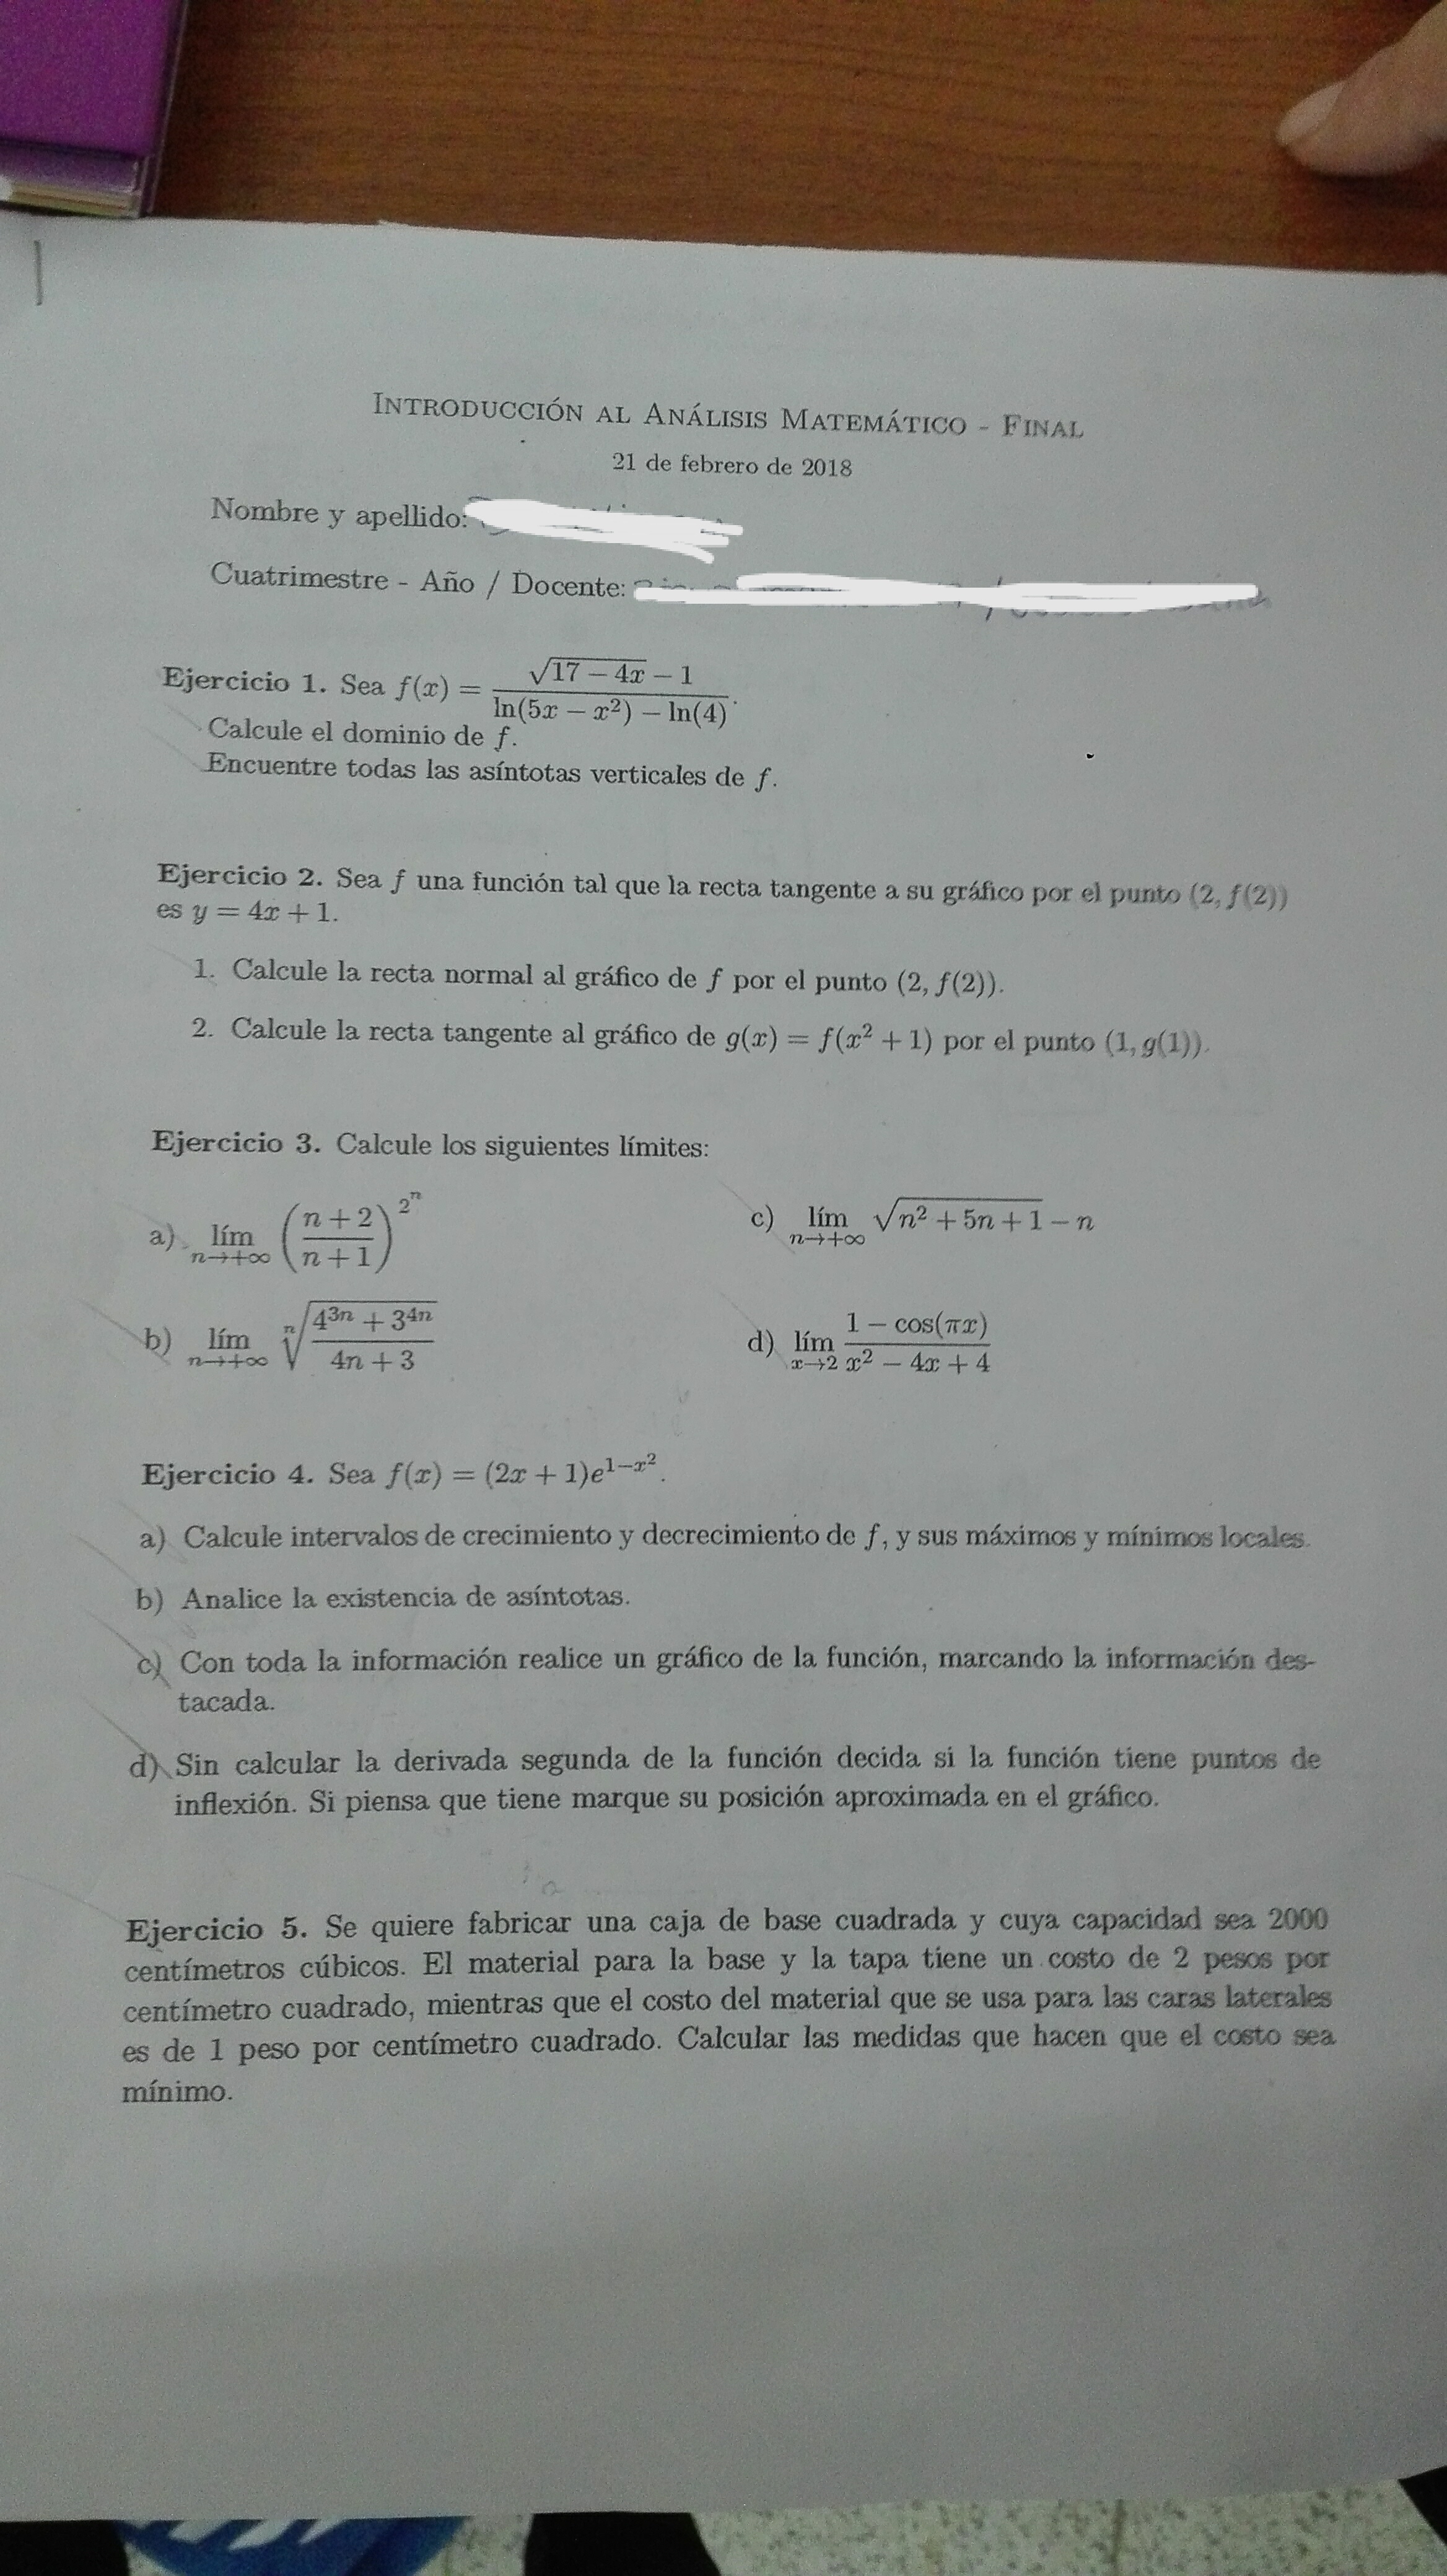 INTRODUCCIÓN AL ANÁLISIS MATEMÁTICO - FINAL
21 de febrero de 2018
Nombre y apellido:
Cuatrimestre - Año / Docente:
Ejercicio 1. Sea f(x) = (√(17 − 4x) − 1) / (ln(5x − x²) − ln(4)).
Calcule el dominio de f.
Encuentre todas las asíntotas verticales de f.
Ejercicio 2. Sea f una función tal que la recta tangente a su gráfico por el punto (2, f(2))
es y = 4x + 1.
1. Calcule la recta normal al gráfico de f por el punto (2, f(2)).
2. Calcule la recta tangente al gráfico de g(x) = f(x² + 1) por el punto (1, g(1)).
Ejercicio 3. Calcule los siguientes límites:
a) lím n→+∞ ((n + 2)/(n + 1))^(2^n)
c) lím n→+∞ √(n² + 5n + 1) − n
b) lím n→+∞ ⁿ√((4^(3n) + 3^(4n))/(4n + 3))
d) lím x→2 (1 − cos(πx))/(x² − 4x + 4)
Ejercicio 4. Sea f(x) = (2x + 1)e^(1−x²).
a) Calcule intervalos de crecimiento y decrecimiento de f, y sus máximos y mínimos locales.
b) Analice la existencia de asíntotas.
c) Con toda la información realice un gráfico de la función, marcando la información des-
tacada.
d) Sin calcular la derivada segunda de la función decida si la función tiene puntos de
inflexión. Si piensa que tiene marque su posición aproximada en el gráfico.
Ejercicio 5. Se quiere fabricar una caja de base cuadrada y cuya capacidad sea 2000
centímetros cúbicos. El material para la base y la tapa tiene un costo de 2 pesos por
centímetro cuadrado, mientras que el costo del material que se usa para las caras laterales
es de 1 peso por centímetro cuadrado. Calcular las medidas que hacen que el costo sea
mínimo.